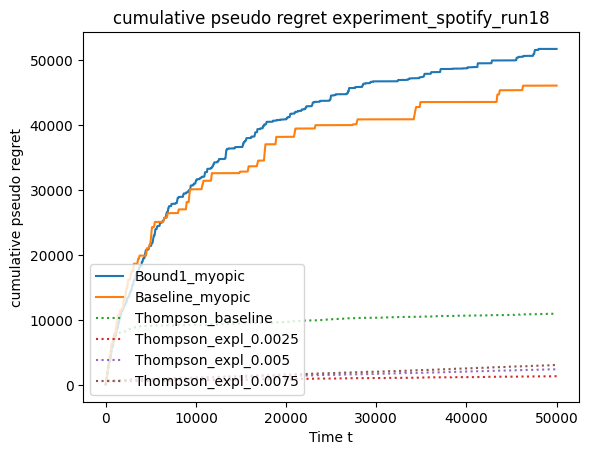 cumulative pseudo regret experiment_spotify_run18
cumulative pseudo regret
50000
40000
30000
20000
10000
0
Bound1_myopic
Baseline_myopic
Thompson_baseline
Thompson_expl_0.0025
Thompson_expl_0.005
Thompson_expl_0.0075
0 10000 20000 30000 40000 50000
Time t